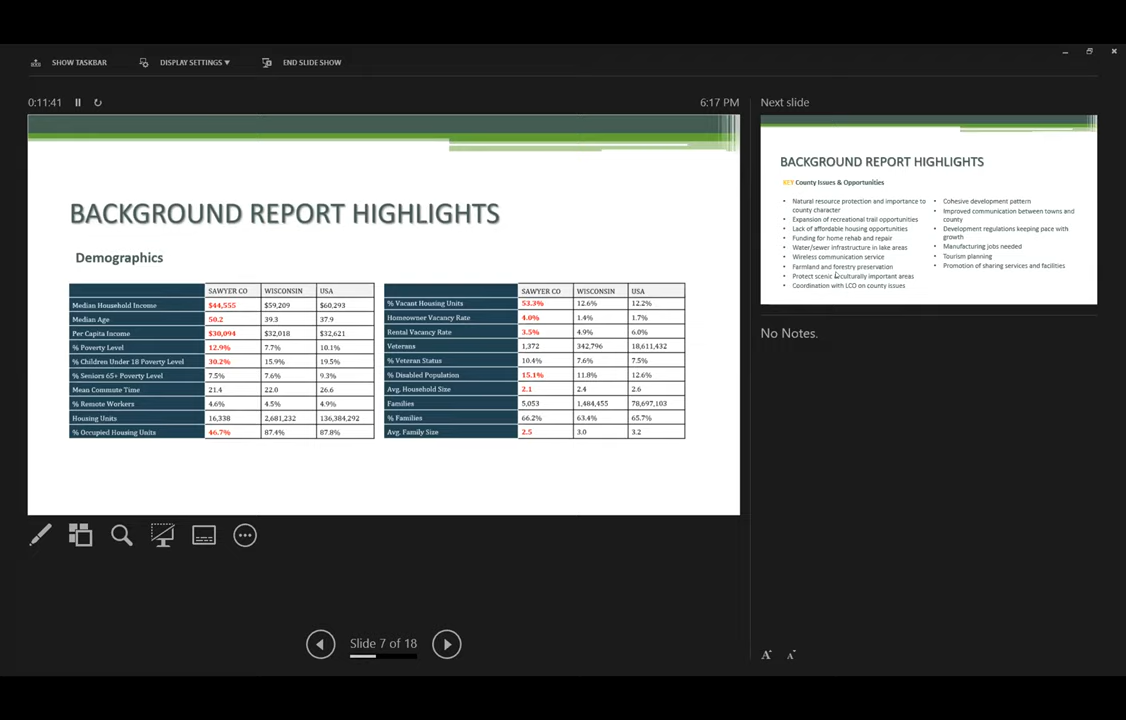 SHOW TASKBAR DISPLAY SETTINGS ▼ END SLIDE SHOW
0:11:41 6:17 PM
BACKGROUND REPORT HIGHLIGHTS
Demographics
SAWYER CO WISCONSIN USA
Median Household Income $44,555 $59,209 $60,293
Median Age 50.2 39.3 37.9
Per Capita Income $30,094 $32,018 $32,621
% Poverty Level 12.9% 7.7% 10.1%
% Children Under 18 Poverty Level 30.2% 15.9% 19.5%
% Seniors 65+ Poverty Level 7.5% 7.6% 9.3%
Mean Commute Time 21.4 22.0 26.6
% Remote Workers 4.6% 4.5% 4.9%
Housing Units 16,338 2,681,232 136,384,292
% Occupied Housing Units 46.7% 87.4% 87.8%
SAWYER CO WISCONSIN USA
% Vacant Housing Units 53.3% 12.6% 12.2%
Homeowner Vacancy Rate 4.0% 1.4% 1.7%
Rental Vacancy Rate 3.5% 4.9% 6.0%
Veterans 1,372 342,796 18,611,432
% Veteran Status 10.4% 7.6% 7.5%
% Disabled Population 15.1% 11.8% 12.6%
Avg. Household Size 2.1 2.4 2.6
Families 5,053 1,484,455 78,697,103
% Families 66.2% 63.4% 65.7%
Avg. Family Size 2.5 3.0 3.2
Slide 7 of 18
Next slide
BACKGROUND REPORT HIGHLIGHTS
KEY County Issues & Opportunities
• Natural resource protection and importance to
county character
• Expansion of recreational trail opportunities
• Lack of affordable housing opportunities
• Funding for home rehab and repair
• Water/sewer infrastructure in lake areas
• Wireless communication service
• Farmland and forestry preservation
• Protect scenic culturally important areas
• Coordination with LCO on county issues
• Cohesive development pattern
• Improved communication between towns and
county
• Development regulations keeping pace with
growth
• Manufacturing jobs needed
• Tourism planning
• Promotion of sharing services and facilities
No Notes.
A A